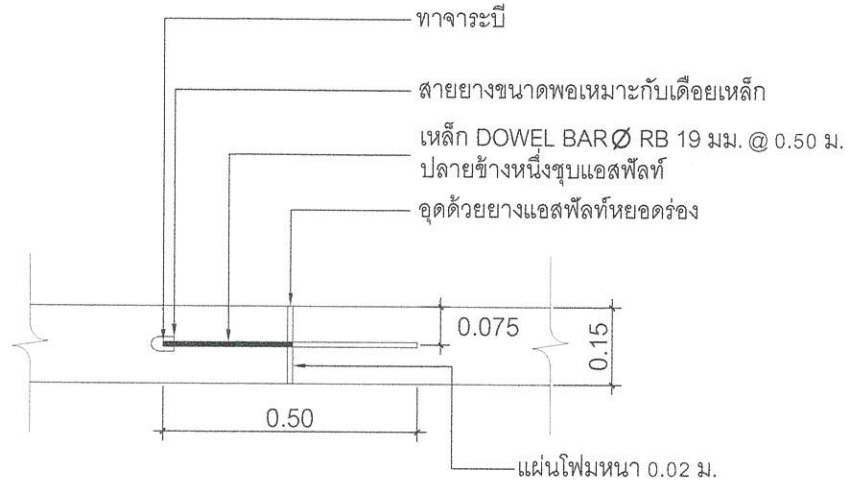 ทาจาระบี
สายยางขนาดพอเหมาะกับเดือยเหล็ก
เหล็ก DOWEL BAR Ø RB 19 มม. @ 0.50 ม.
ปลายข้างหนึ่งชุบแอสฟัลท์
อุดด้วยยางแอสฟัลท์หยอดร่อง
0.075
0.15
0.50
แผ่นโฟมหนา 0.02 ม.